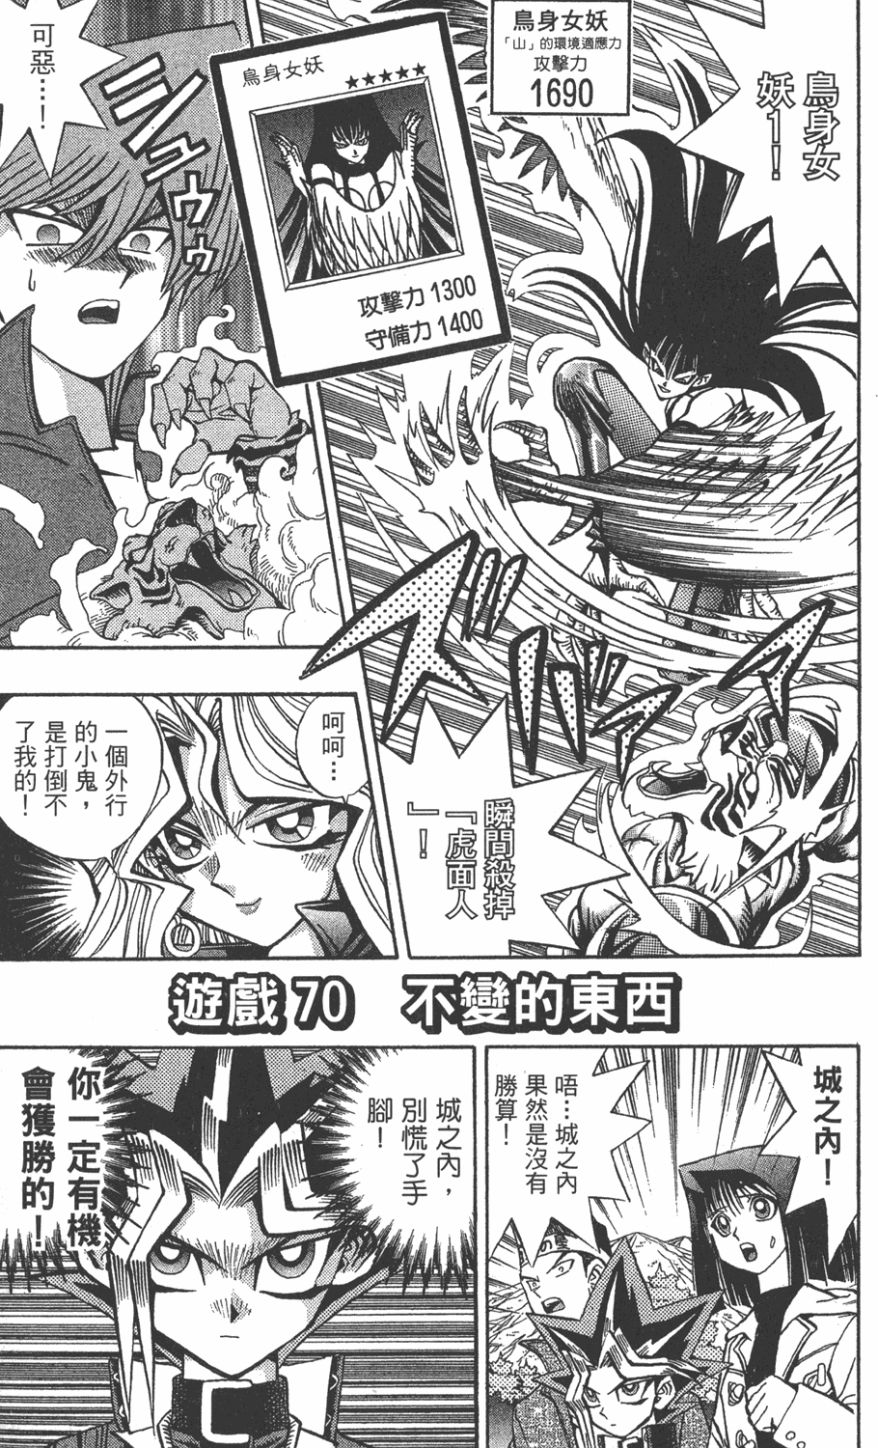 鳥身女
妖1！
鳥身女妖
「山」的環境適應力
攻擊力
1690
鳥身女妖
★★★★★
攻擊力 1300
守備力 1400
シュウゥ
可惡…！
ズバァッ
瞬間殺掉
「虎面人
」！
呵呵…
一個外行
的小鬼，
是打倒不
了我的！
遊戲 70　不變的東西
城之內！
唔…城之內
果然是沒有
勝算！
城之內，
別慌了手
腳！
你一定有機
會獲勝的！